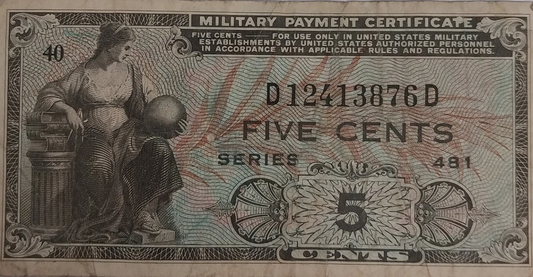 MILITARY PAYMENT CERTIFICATE
FIVE CENTS — FOR USE ONLY IN UNITED STATES MILITARY
ESTABLISHMENTS BY UNITED STATES AUTHORIZED PERSONNEL
IN ACCORDANCE WITH APPLICABLE RULES AND REGULATIONS.
40
D12413876D
FIVE CENTS
SERIES 481
5
CENTS